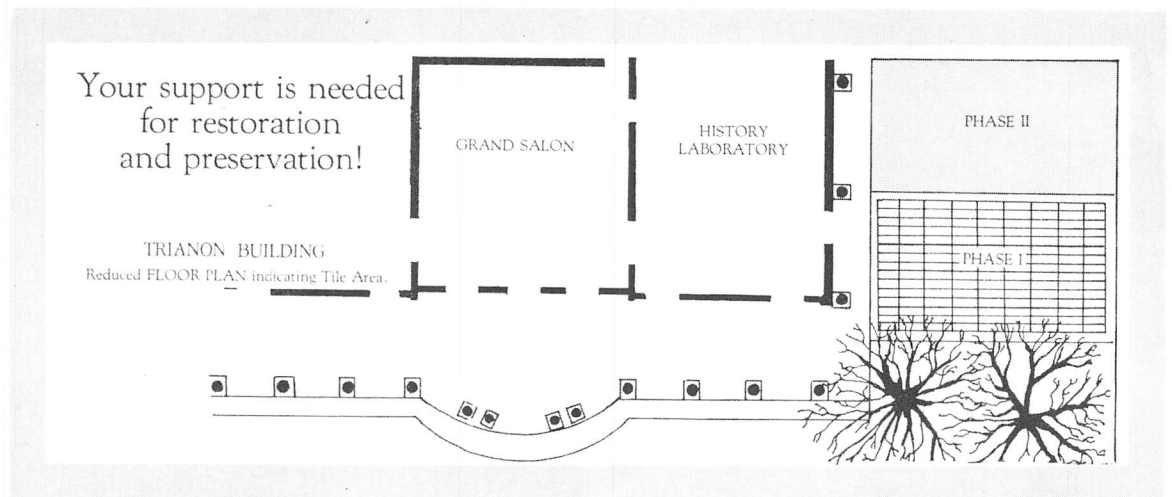 Your support is needed
for restoration
and preservation!
TRIANON BUILDING
Reduced FLOOR PLAN indicating Tile Area.
GRAND SALON
HISTORY
LABORATORY
PHASE II
PHASE I